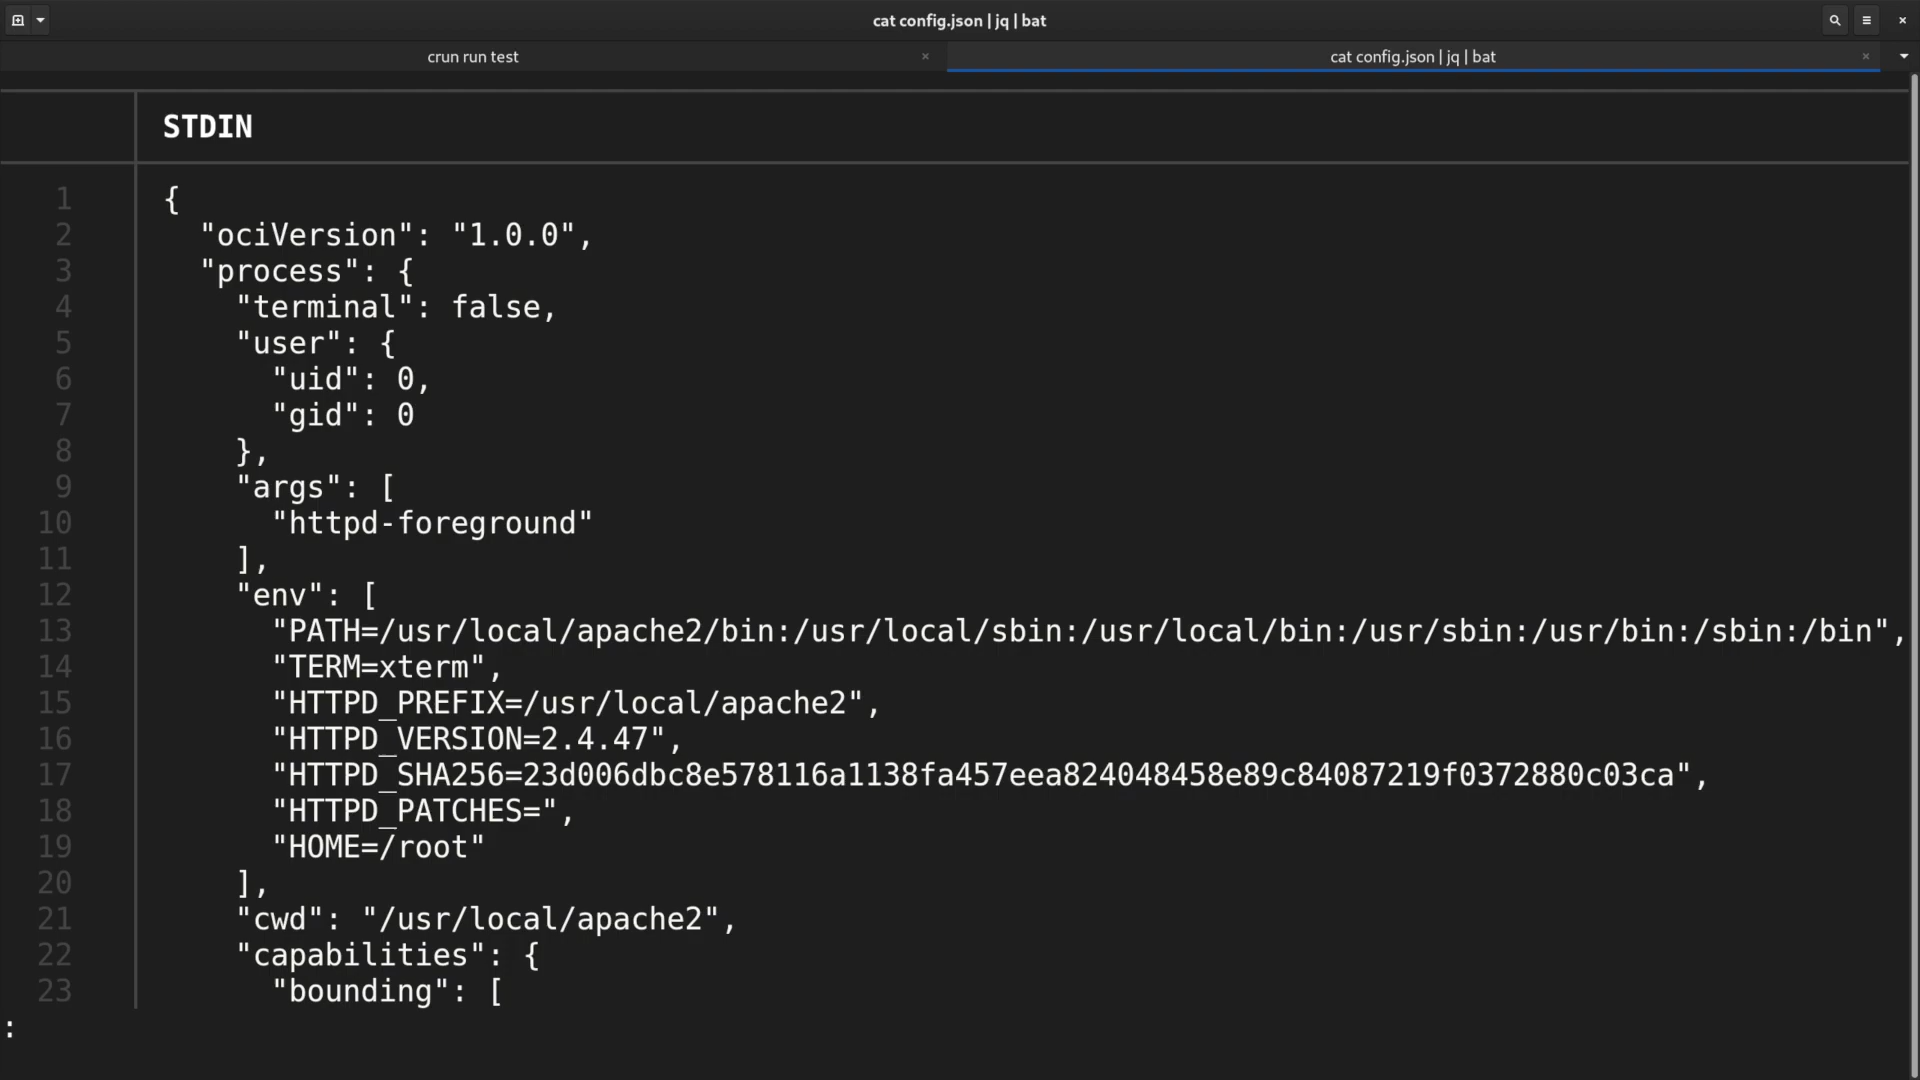 cat config.json | jq | bat
crun run test
cat config.json | jq | bat
STDIN
1 {
2   "ociVersion": "1.0.0",
3   "process": {
4     "terminal": false,
5     "user": {
6       "uid": 0,
7       "gid": 0
8     },
9     "args": [
10       "httpd-foreground"
11     ],
12     "env": [
13       "PATH=/usr/local/apache2/bin:/usr/local/sbin:/usr/local/bin:/usr/sbin:/usr/bin:/sbin:/bin",
14       "TERM=xterm",
15       "HTTPD_PREFIX=/usr/local/apache2",
16       "HTTPD_VERSION=2.4.47",
17       "HTTPD_SHA256=23d006dbc8e578116a1138fa457eea824048458e89c84087219f0372880c03ca",
18       "HTTPD_PATCHES=",
19       "HOME=/root"
20     ],
21     "cwd": "/usr/local/apache2",
22     "capabilities": {
23       "bounding": [
: